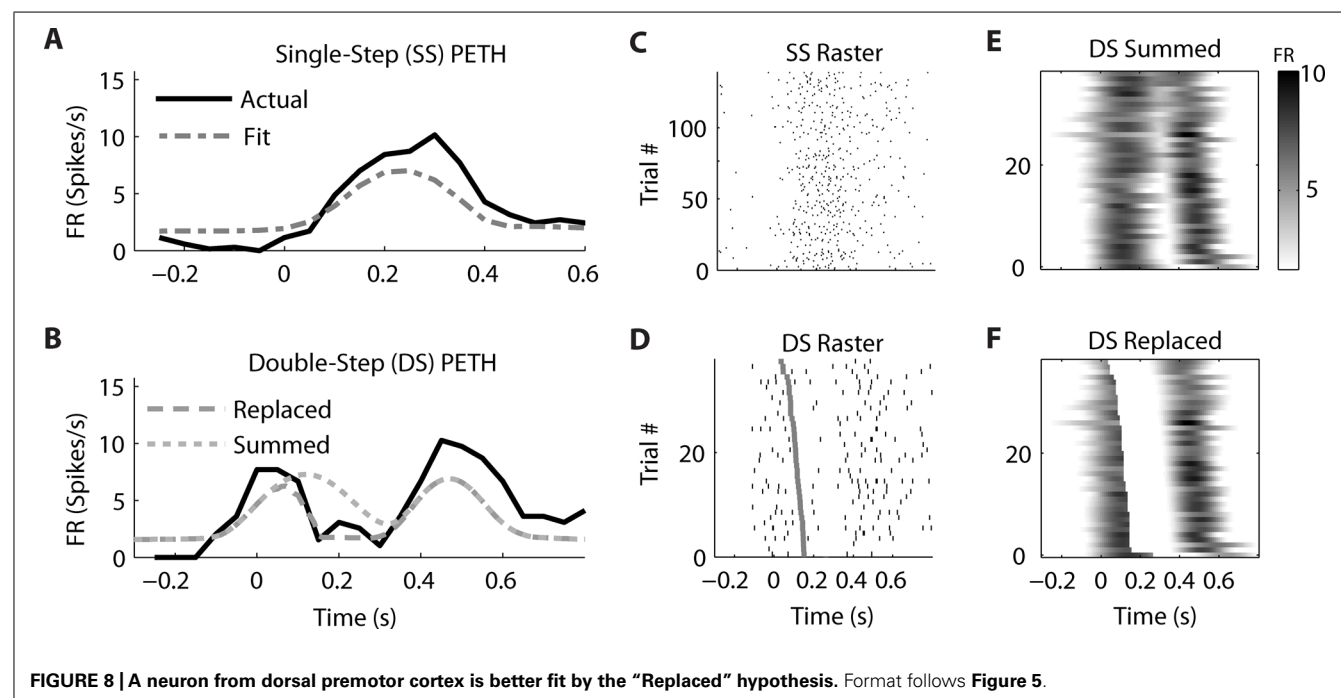 A
Single-Step (SS) PETH
15
10
5
0
FR (Spikes/s)
Actual
Fit
−0.2
0
0.2
0.4
0.6
B
Double-Step (DS) PETH
15
10
5
0
FR (Spikes/s)
Replaced
Summed
−0.2
0
0.2
0.4
0.6
Time (s)
C
SS Raster
100
50
0
Trial #
D
DS Raster
20
0
Trial #
−0.2
0
0.2
0.4
0.6
Time (s)
E
DS Summed
20
0
FR
10
5
F
DS Replaced
20
0
−0.2
0
0.2
0.4
0.6
Time (s)
FIGURE 8 | A neuron from dorsal premotor cortex is better fit by the “Replaced” hypothesis. Format follows Figure 5.